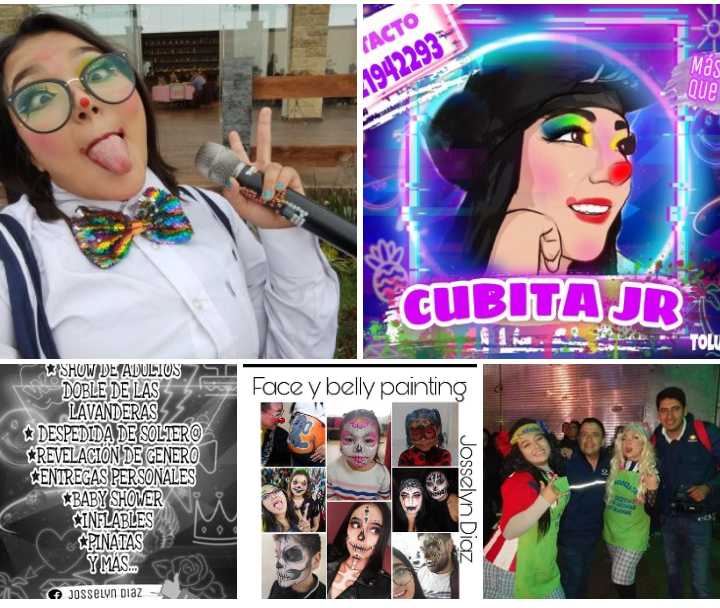 TACTO
1942293
Más
que
CUBITA JR
TOLU
★ SHOW DE ADULTOS
DOBLE DE LAS
LAVANDERAS
★ DESPEDIDA DE SOLTER@
★REVELACIÓN DE GENERO
★ENTREGAS PERSONALES
★BABY SHOWER
★INFLABLES
★PIÑATAS
Y MÁS...
JOSSELYN DIAZ
Face y belly painting
Josselyn Diaz